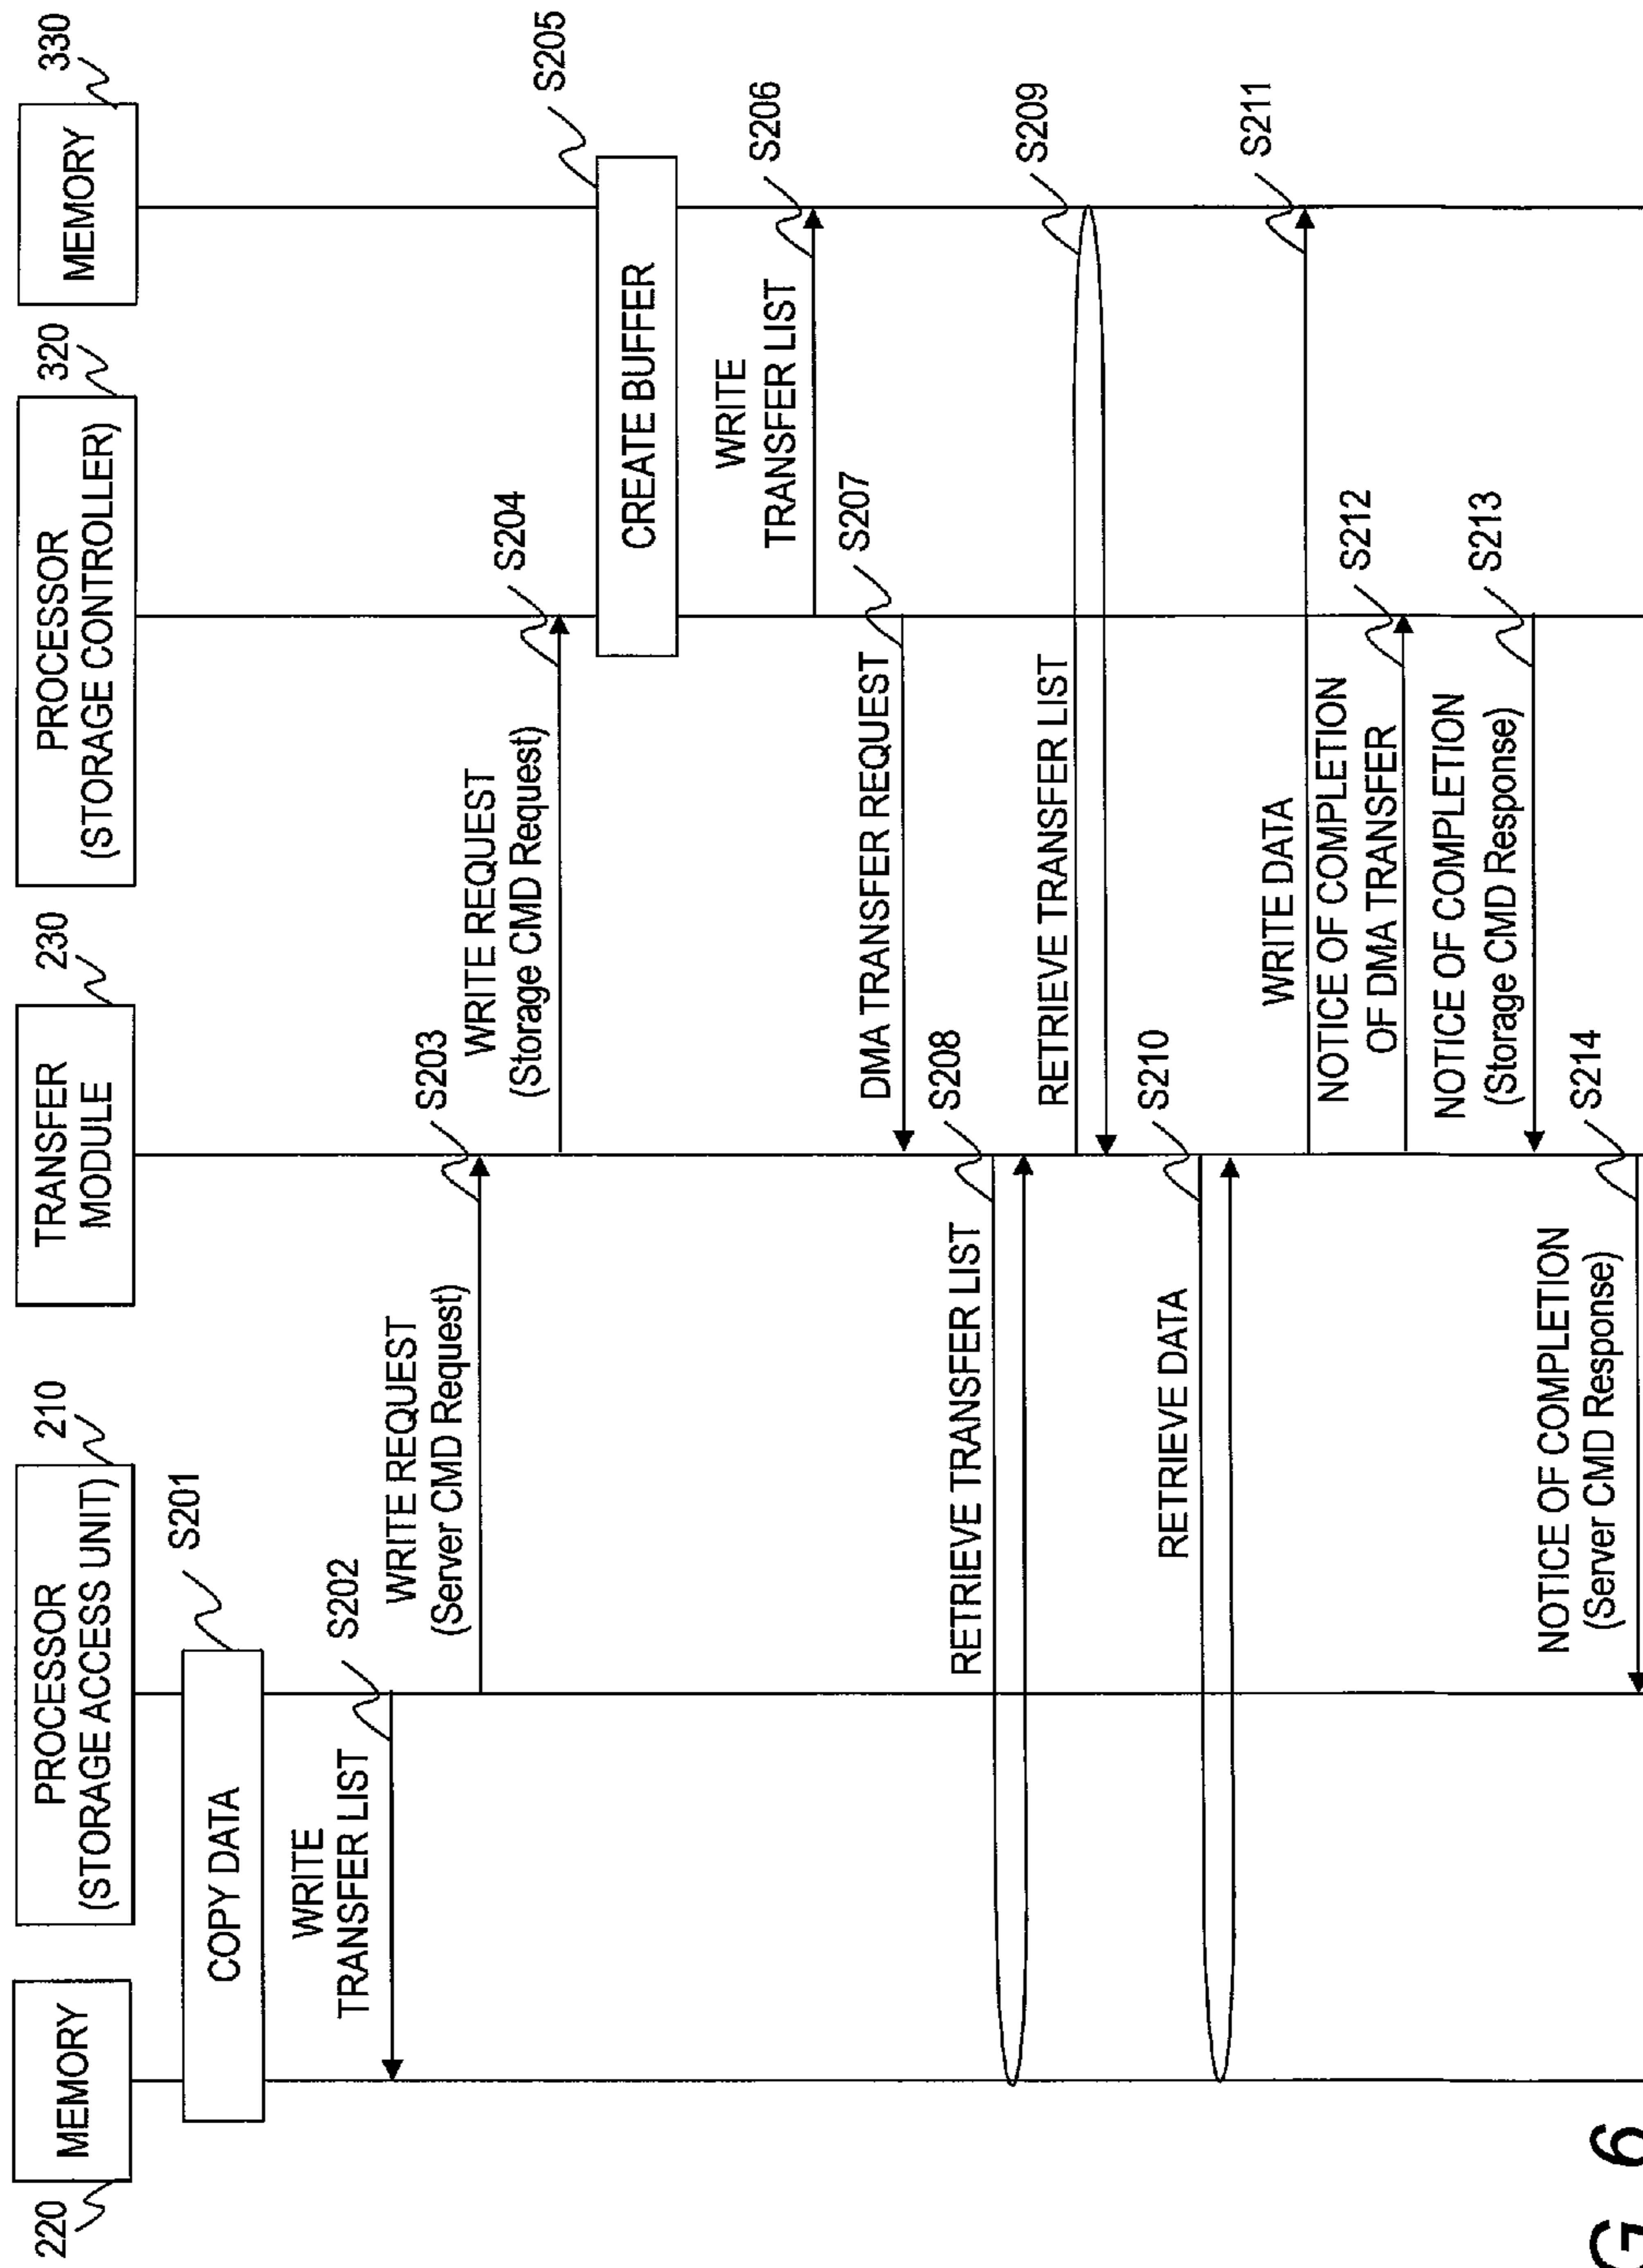 220
MEMORY
210
PROCESSOR
(STORAGE ACCESS UNIT)
230
TRANSFER
MODULE
320
PROCESSOR
(STORAGE CONTROLLER)
330
MEMORY
S201
COPY DATA
S202
WRITE
TRANSFER LIST
S203
WRITE REQUEST
(Server CMD Request)
S204
WRITE REQUEST
(Storage CMD Request)
S205
CREATE BUFFER
S206
WRITE
TRANSFER LIST
S207
DMA TRANSFER REQUEST
S208
RETRIEVE TRANSFER LIST
S209
RETRIEVE TRANSFER LIST
S210
RETRIEVE DATA
S211
WRITE DATA
S212
NOTICE OF COMPLETION
OF DMA TRANSFER
S213
NOTICE OF COMPLETION
(Storage CMD Response)
S214
NOTICE OF COMPLETION
(Server CMD Response)